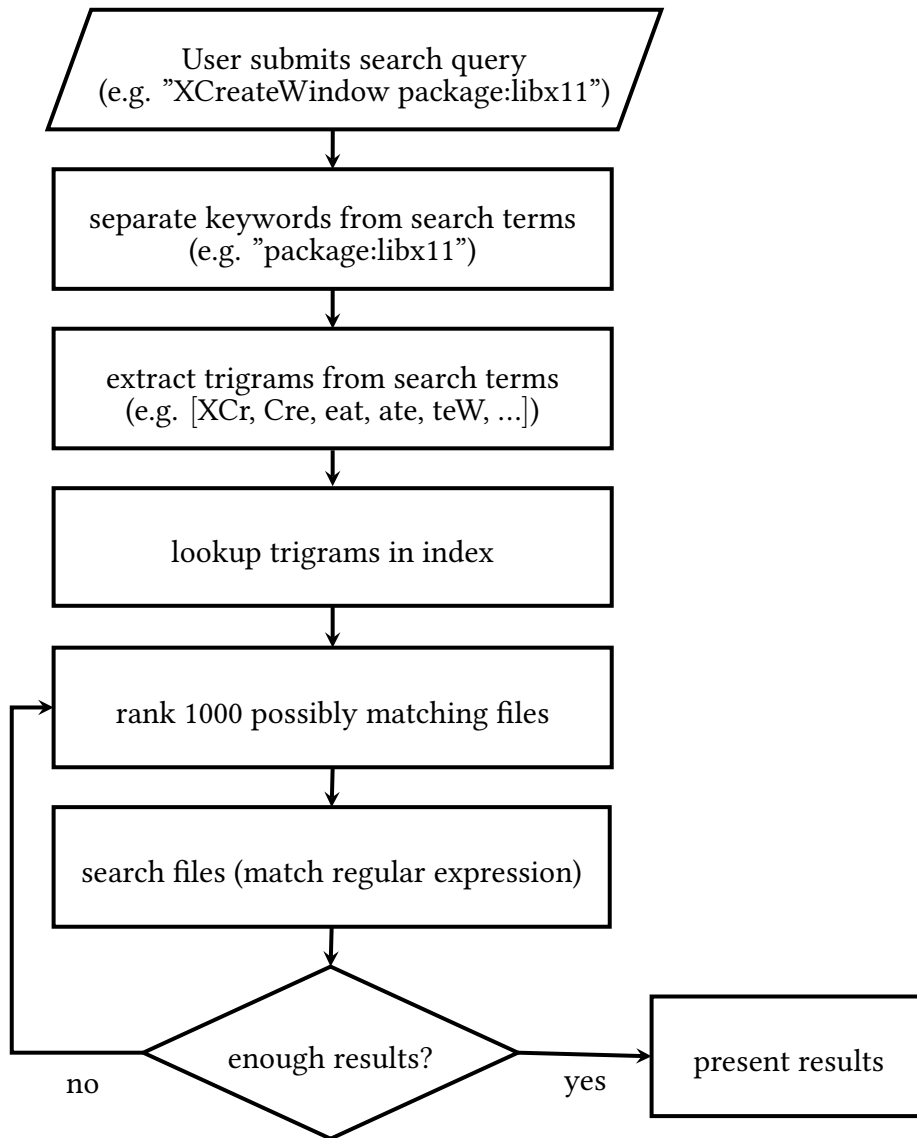 User submits search query
(e.g. ”XCreateWindow package:libx11”)
separate keywords from search terms
(e.g. ”package:libx11”)
extract trigrams from search terms
(e.g. [XCr, Cre, eat, ate, teW, ...])
lookup trigrams in index
rank 1000 possibly matching files
search files (match regular expression)
enough results?
present results
no
yes